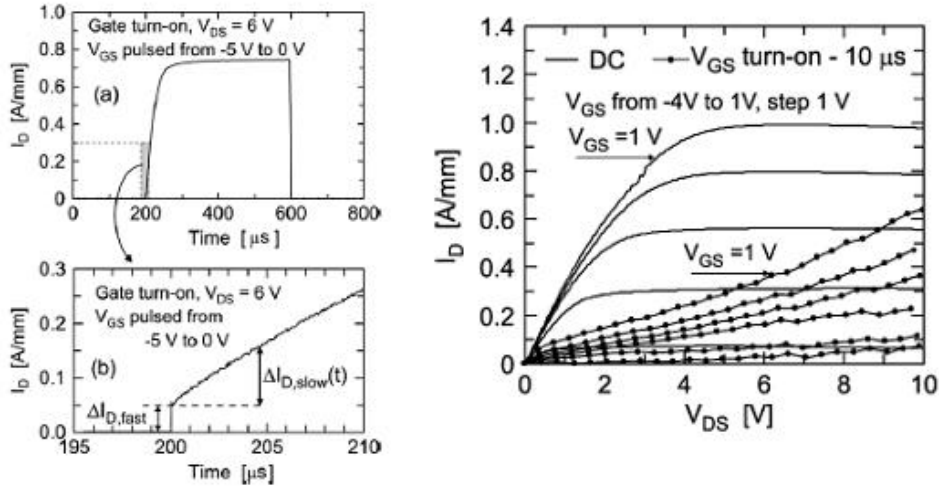 Gate turn-on, V_DS = 6 V
V_GS pulsed from -5 V to 0 V
(a)
I_D [A/mm]
1.0
0.8
0.6
0.4
0.2
0
0 200 400 600 800
Time [μs]
Gate turn-on, V_DS = 6 V
V_GS pulsed from
-5 V to 0 V
(b)
ΔI_D,slow(t)
ΔI_D,fast
I_D [A/mm]
0.3
0.2
0.1
0.0
195 200 205 210
Time [μs]
DC
V_GS turn-on - 10 μs
V_GS from -4V to 1V, step 1 V
V_GS =1 V
V_GS =1 V
I_D [A/mm]
1.4
1.2
1.0
0.8
0.6
0.4
0.2
0
0 2 4 6 8 10
V_DS [V]